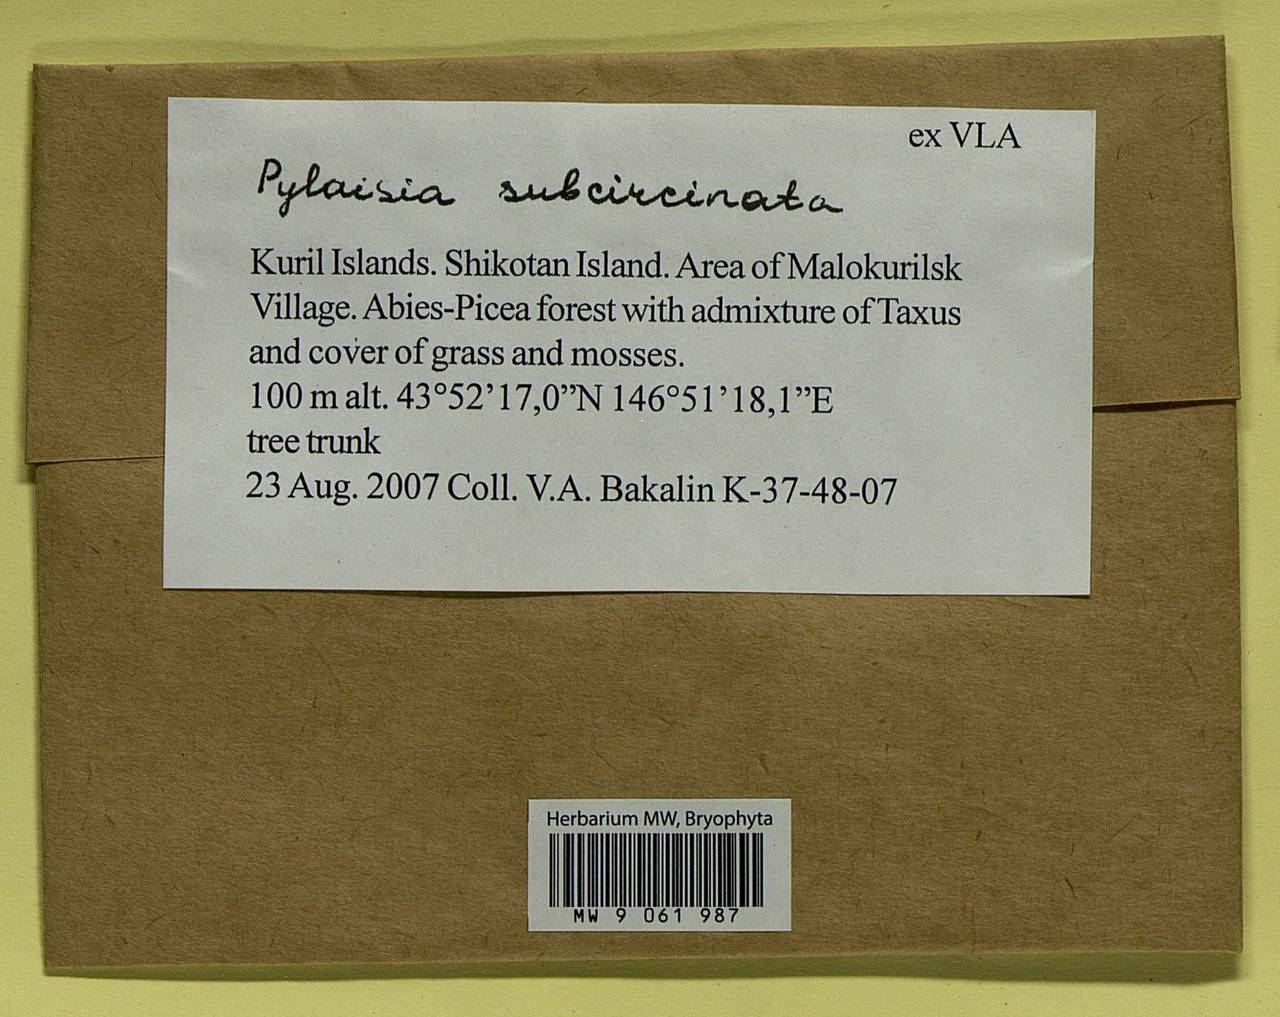 ex VLA
Pylaisia subcircinata
Kuril Islands. Shikotan Island. Area of Malokurilsk
Village. Abies-Picea forest with admixture of Taxus
and cover of grass and mosses.
100 m alt. 43°52’17,0”N 146°51’18,1”E
tree trunk
23 Aug. 2007 Coll. V.A. Bakalin K-37-48-07
Herbarium MW, Bryophyta
MW 9 061 987